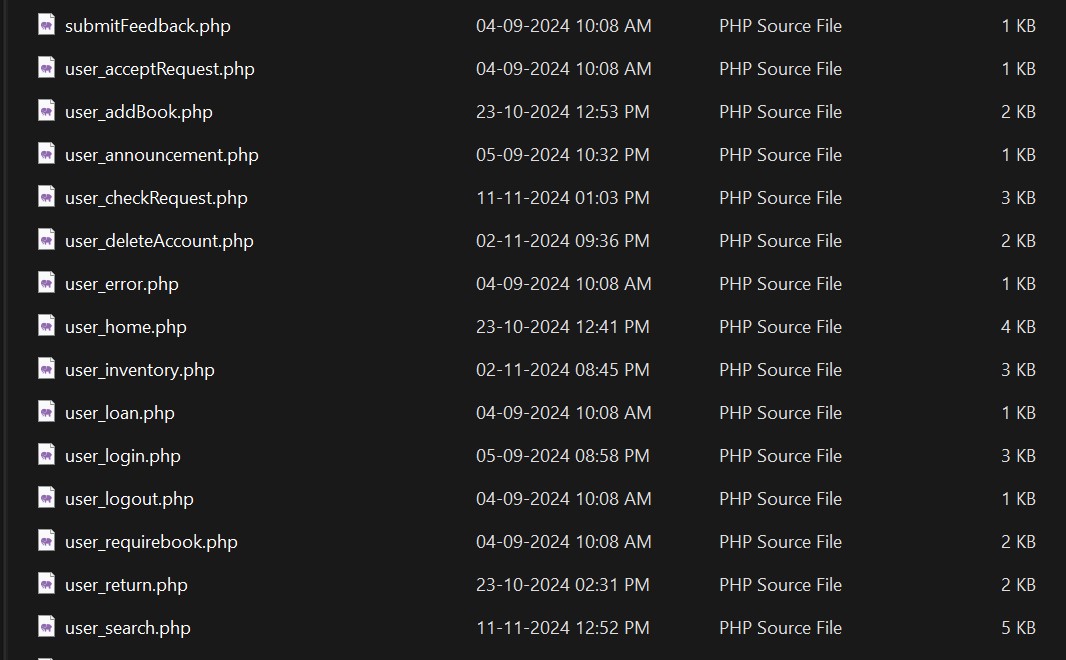 submitFeedback.php 04-09-2024 10:08 AM PHP Source File 1 KB
user_acceptRequest.php 04-09-2024 10:08 AM PHP Source File 1 KB
user_addBook.php 23-10-2024 12:53 PM PHP Source File 2 KB
user_announcement.php 05-09-2024 10:32 PM PHP Source File 1 KB
user_checkRequest.php 11-11-2024 01:03 PM PHP Source File 3 KB
user_deleteAccount.php 02-11-2024 09:36 PM PHP Source File 2 KB
user_error.php 04-09-2024 10:08 AM PHP Source File 1 KB
user_home.php 23-10-2024 12:41 PM PHP Source File 4 KB
user_inventory.php 02-11-2024 08:45 PM PHP Source File 3 KB
user_loan.php 04-09-2024 10:08 AM PHP Source File 1 KB
user_login.php 05-09-2024 08:58 PM PHP Source File 3 KB
user_logout.php 04-09-2024 10:08 AM PHP Source File 1 KB
user_requirebook.php 04-09-2024 10:08 AM PHP Source File 2 KB
user_return.php 23-10-2024 02:31 PM PHP Source File 2 KB
user_search.php 11-11-2024 12:52 PM PHP Source File 5 KB